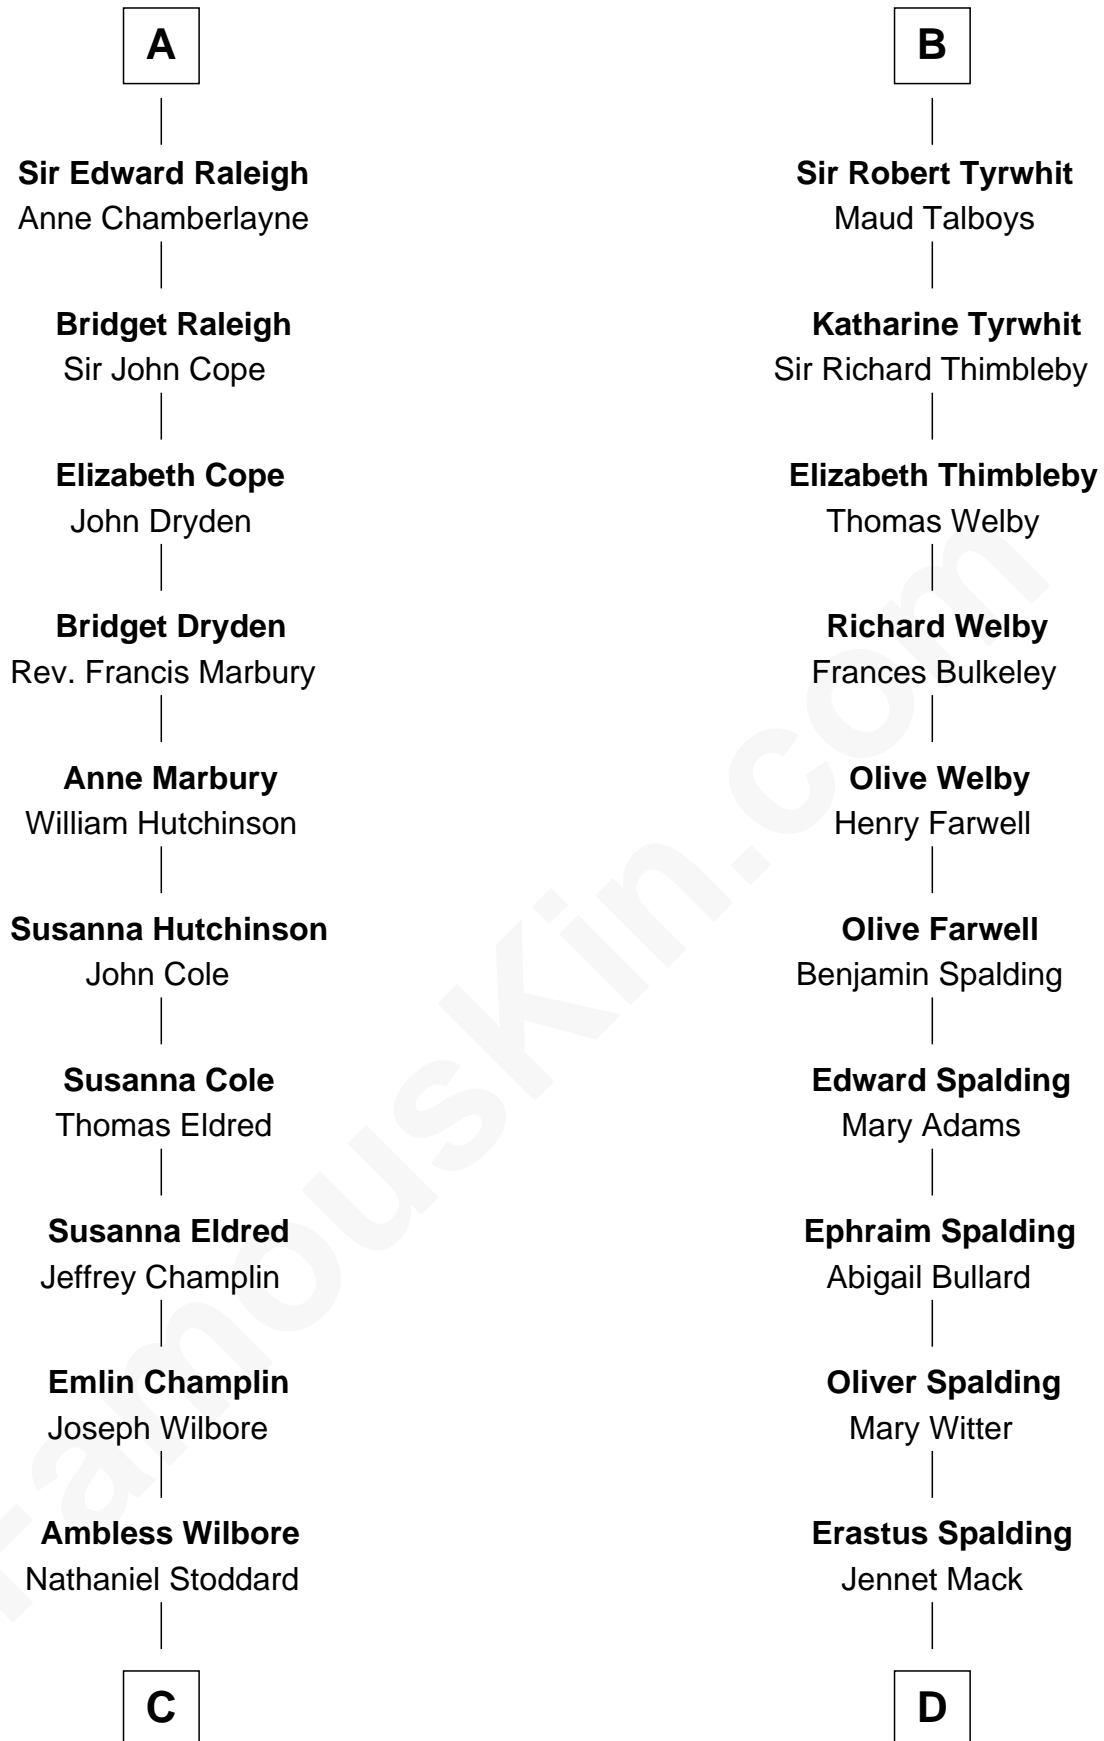 A
Sir Edward Raleigh
Anne Chamberlayne
Bridget Raleigh
Sir John Cope
Elizabeth Cope
John Dryden
Bridget Dryden
Rev. Francis Marbury
Anne Marbury
William Hutchinson
Susanna Hutchinson
John Cole
Susanna Cole
Thomas Eldred
Susanna Eldred
Jeffrey Champlin
Emlin Champlin
Joseph Wilbore
Ambless Wilbore
Nathaniel Stoddard
C
B
Sir Robert Tyrwhit
Maud Talboys
Katharine Tyrwhit
Sir Richard Thimbleby
Elizabeth Thimbleby
Thomas Welby
Richard Welby
Frances Bulkeley
Olive Welby
Henry Farwell
Olive Farwell
Benjamin Spalding
Edward Spalding
Mary Adams
Ephraim Spalding
Abigail Bullard
Oliver Spalding
Mary Witter
Erastus Spalding
Jennet Mack
D
FamousKin.com